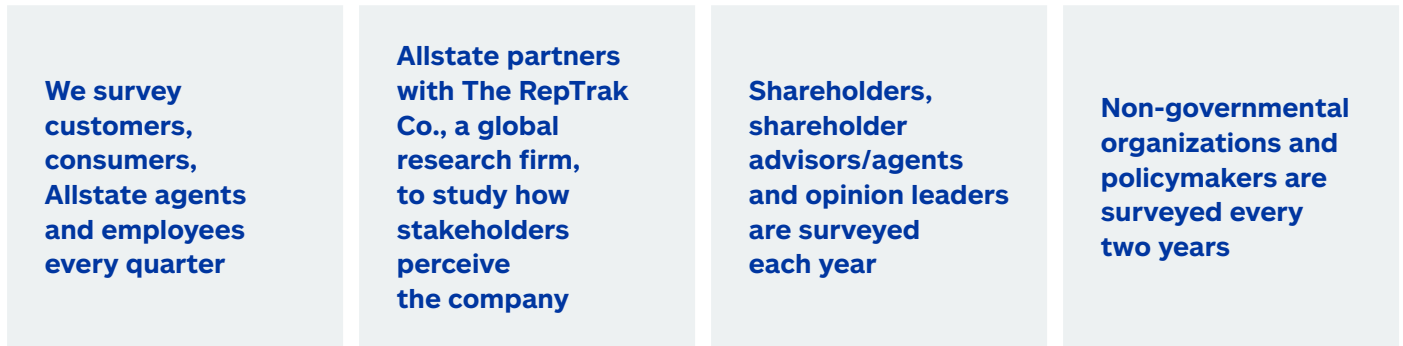 We survey
customers,
consumers,
Allstate agents
and employees
every quarter
Allstate partners
with The RepTrak
Co., a global
research firm,
to study how
stakeholders
perceive
the company
Shareholders,
shareholder
advisors/agents
and opinion leaders
are surveyed
each year
Non-governmental
organizations and
policymakers are
surveyed every
two years